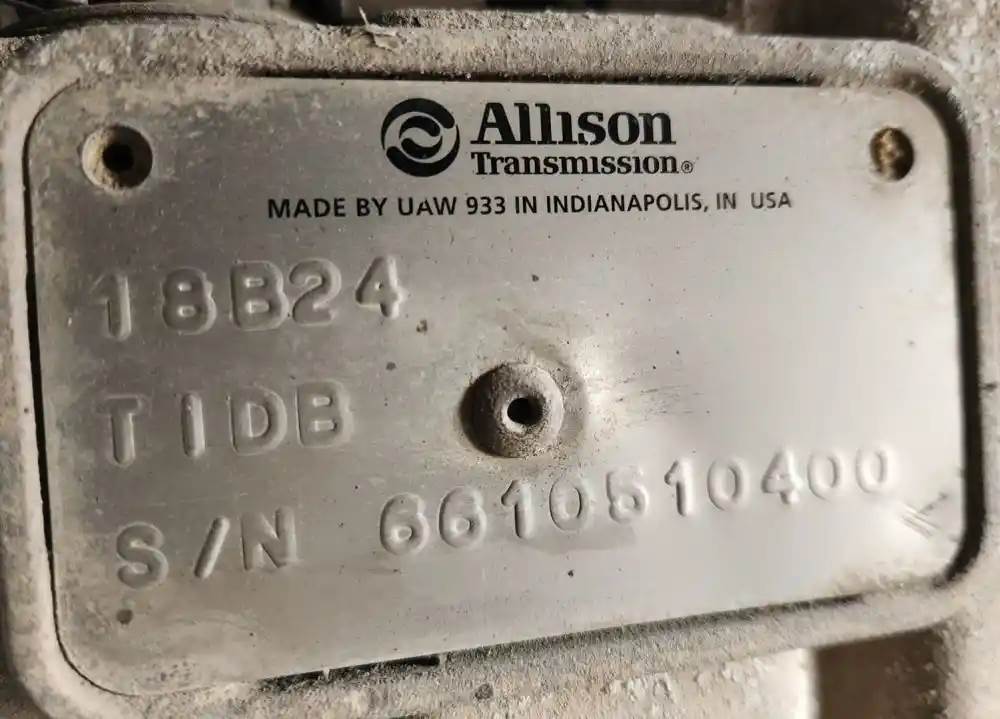 Allison
Transmission®
MADE BY UAW 933 IN INDIANAPOLIS, IN USA
18B24
TIDB
S/N 6610510400